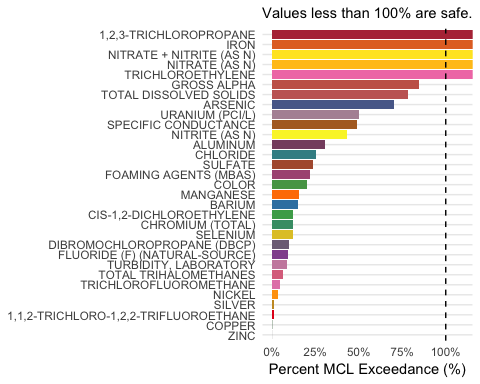 Values less than 100% are safe.
1,2,3-TRICHLOROPROPANE
IRON
NITRATE + NITRITE (AS N)
NITRATE (AS N)
TRICHLOROETHYLENE
GROSS ALPHA
TOTAL DISSOLVED SOLIDS
ARSENIC
URANIUM (PCI/L)
SPECIFIC CONDUCTANCE
NITRITE (AS N)
ALUMINUM
CHLORIDE
SULFATE
FOAMING AGENTS (MBAS)
COLOR
MANGANESE
BARIUM
CIS-1,2-DICHLOROETHYLENE
CHROMIUM (TOTAL)
SELENIUM
DIBROMOCHLOROPROPANE (DBCP)
FLUORIDE (F) (NATURAL-SOURCE)
TURBIDITY, LABORATORY
TOTAL TRIHALOMETHANES
TRICHLOROFLUOROMETHANE
NICKEL
SILVER
1,1,2-TRICHLORO-1,2,2-TRIFLUROETHANE
COPPER
ZINC
0% 25% 50% 75% 100%
Percent MCL Exceedance (%)